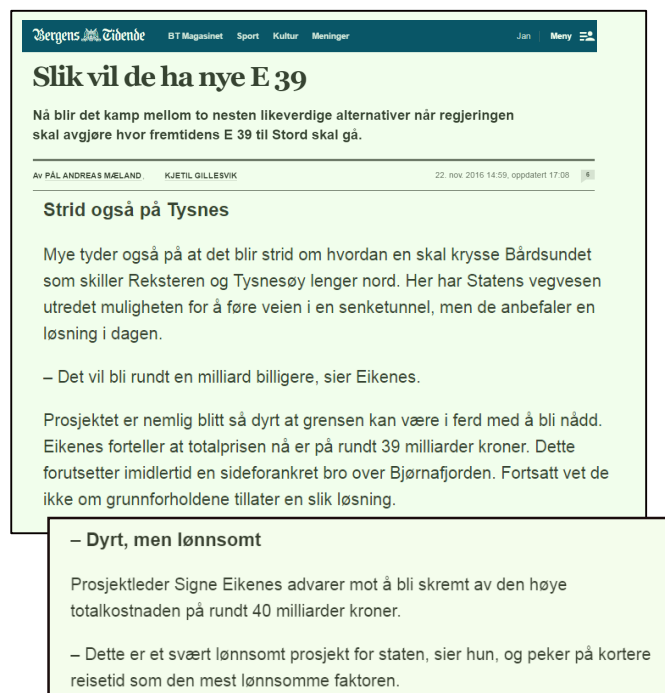 Bergens Tidende BT Magasinet Sport Kultur Meninger Jan Meny
Slik vil de ha nye E 39
Nå blir det kamp mellom to nesten likeverdige alternativer når regjeringen
skal avgjøre hvor fremtidens E 39 til Stord skal gå.
Av PÅL ANDREAS MÆLAND, KJETIL GILLESVIK 22. nov. 2016 14:59, oppdatert 17:08 6
Strid også på Tysnes
Mye tyder også på at det blir strid om hvordan en skal krysse Bårdsundet
som skiller Reksteren og Tysnesøy lenger nord. Her har Statens vegvesen
utredet muligheten for å føre veien i en senketunnel, men de anbefaler en
løsning i dagen.
– Det vil bli rundt en milliard billigere, sier Eikenes.
Prosjektet er nemlig blitt så dyrt at grensen kan være i ferd med å bli nådd.
Eikenes forteller at totalprisen nå er på rundt 39 milliarder kroner. Dette
forutsetter imidlertid en sideforankret bro over Bjørnafjorden. Fortsatt vet de
ikke om grunnforholdene tillater en slik løsning.
– Dyrt, men lønnsomt
Prosjektleder Signe Eikenes advarer mot å bli skremt av den høye
totalkostnaden på rundt 40 milliarder kroner.
– Dette er et svært lønnsomt prosjekt for staten, sier hun, og peker på kortere
reisetid som den mest lønnsomme faktoren.